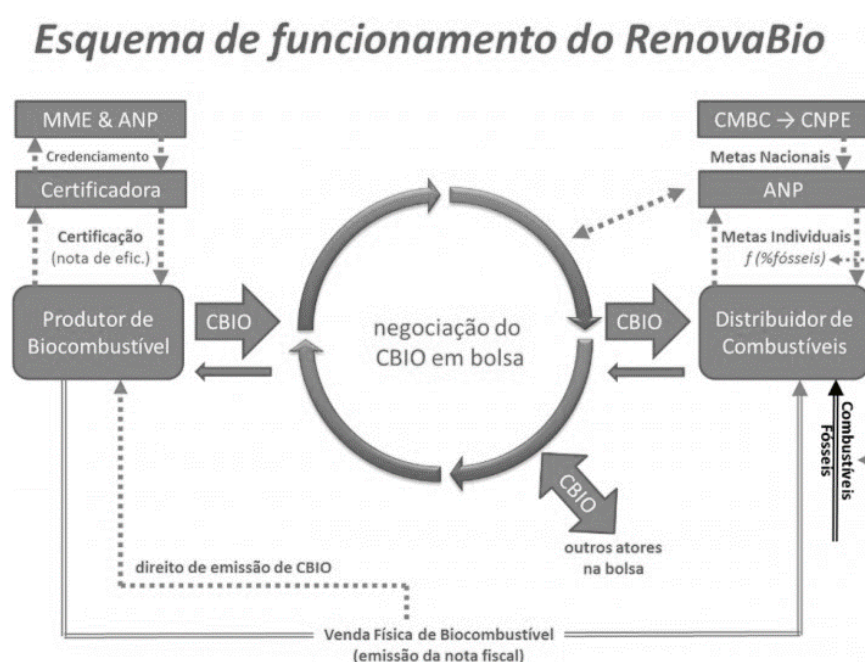 Esquema de funcionamento do RenovaBio
MME & ANP
Credenciamento
Certificadora
Certificação
(nota de efic.)
Produtor de
Biocombustível
CBIO
negociação do
CBIO em bolsa
CBIO
CMBC → CNPE
Metas Nacionais
ANP
Metas Individuais
f (%fósseis)
Distribuidor de
Combustíveis
Combustíveis
Fósseis
CBIO
outros atores
na bolsa
direito de emissão de CBIO
Venda Física de Biocombustível
(emissão da nota fiscal)